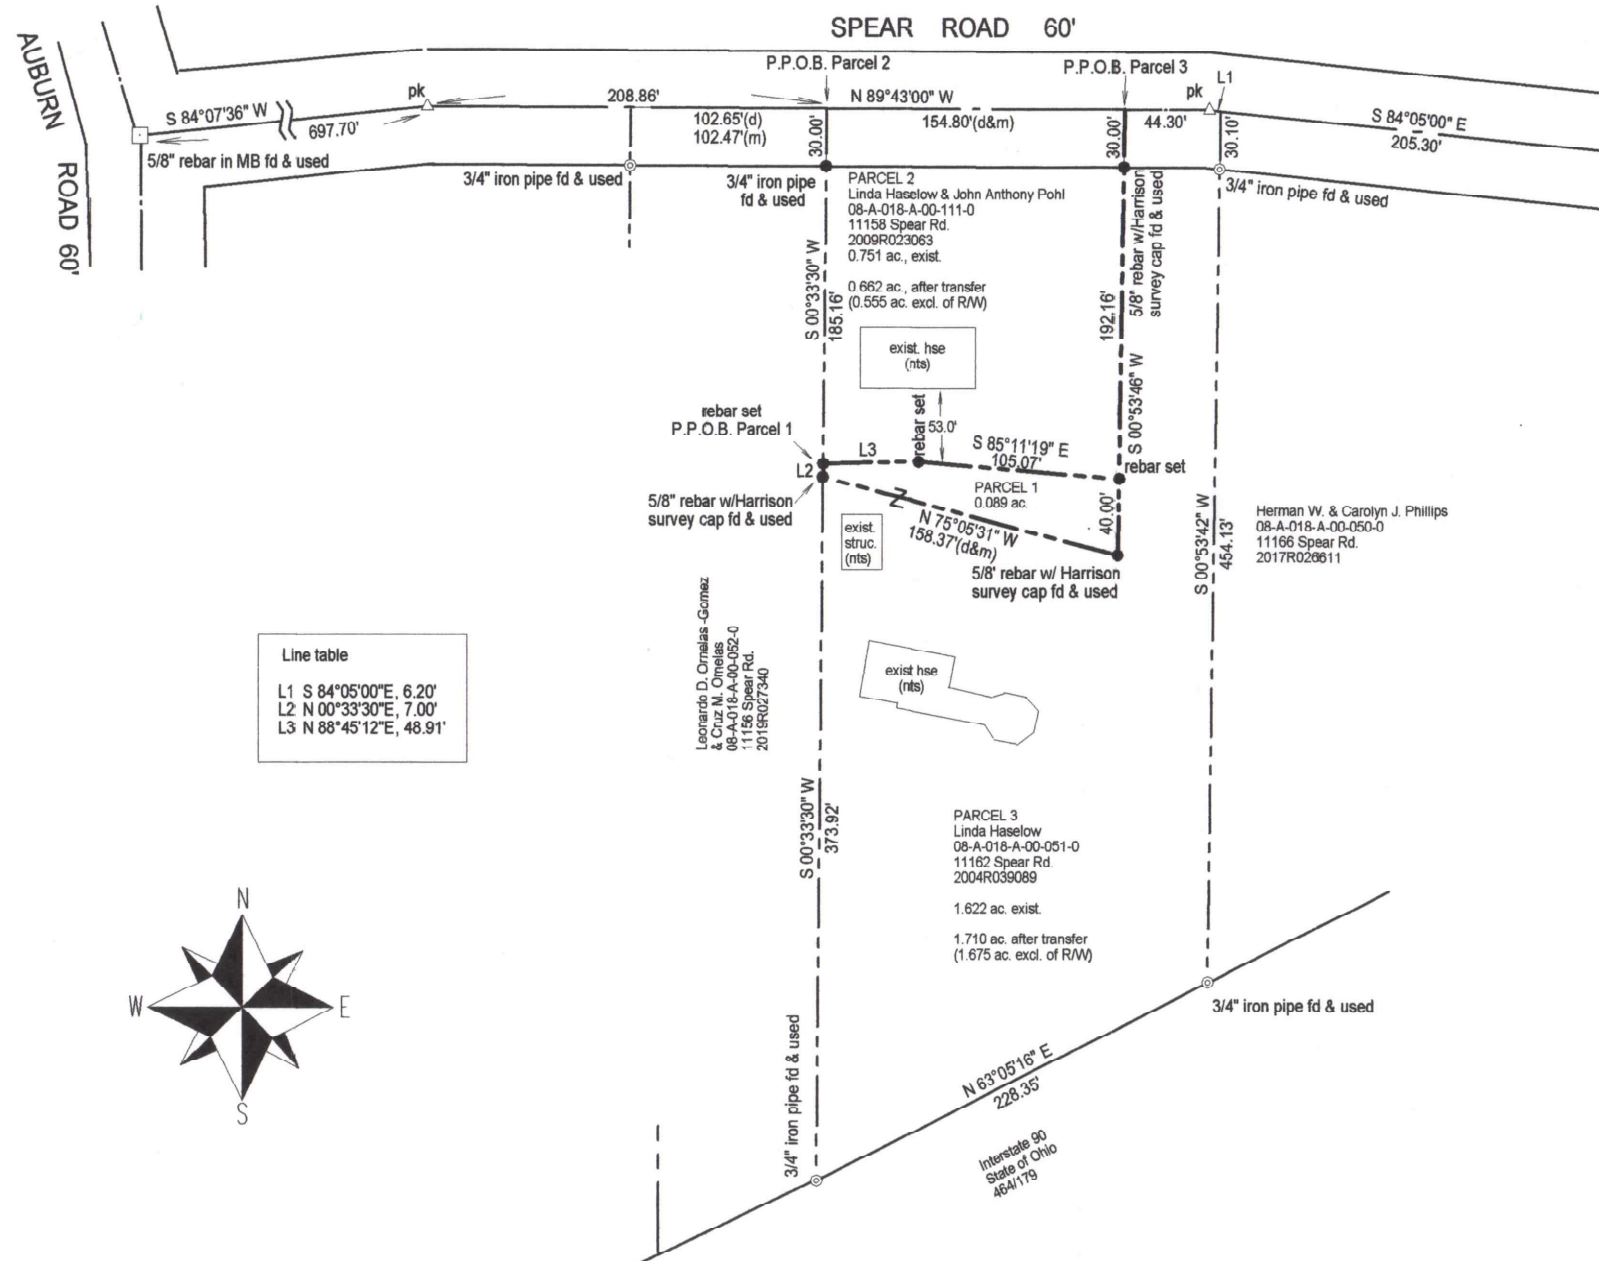 SPEAR ROAD 60'
AUBURN ROAD 60'
P.P.O.B. Parcel 2
P.P.O.B. Parcel 3
L1
pk
pk
S 84°07'36" W
697.70'
208.86'
102.65'(d)
102.47'(m)
N 89°43'00" W
154.80'(d&m)
44.30'
S 84°05'00" E
205.30'
30.00'
30.00'
30.10'
5/8" rebar in MB fd & used
3/4" iron pipe fd & used
3/4" iron pipe
fd & used
3/4" iron pipe fd & used
PARCEL 2
Linda Haselow & John Anthony Pohl
08-A-018-A-00-111-0
11158 Spear Rd.
2009R023063
0.751 ac., exist.
0.662 ac., after transfer
(0.555 ac. excl. of R/W)
5/8' rebar w/Harrison
survey cap fd & used
S 00°33'30" W
185.16'
192.16'
S 00°53'46" W
exist. hse
(nts)
rebar set
53.0'
rebar set
P.P.O.B. Parcel 1
L3
L2
S 85°11'19" E
105.07'
rebar set
PARCEL 1
0.089 ac.
40.00'
5/8" rebar w/Harrison
survey cap fd & used
Z
N 75°05'31" W
158.37'(d&m)
exist.
struc.
(nts)
5/8' rebar w/ Harrison
survey cap fd & used
S 00°53'42" W
454.13'
Herman W. & Carolyn J. Phillips
08-A-018-A-00-050-0
11166 Spear Rd.
2017R026611
Leonardo D. Ornelas-Gomez
& Cruz M. Ornelas
08-A-018-A-00-052-0
11156 Spear Rd.
2019R027340
Line table
L1 S 84°05'00"E, 6.20'
L2 N 00°33'30"E, 7.00'
L3 N 88°45'12"E, 48.91'
exist hse
(nts)
S 00°33'30" W
373.92'
PARCEL 3
Linda Haselow
08-A-018-A-00-051-0
11162 Spear Rd.
2004R039089
1.622 ac. exist.
1.710 ac. after transfer
(1.675 ac. excl. of R/W)
N
W
E
S
3/4" iron pipe fd & used
3/4" iron pipe fd & used
N 63°05'16" E
228.35'
Interstate 90
State of Ohio
464/179